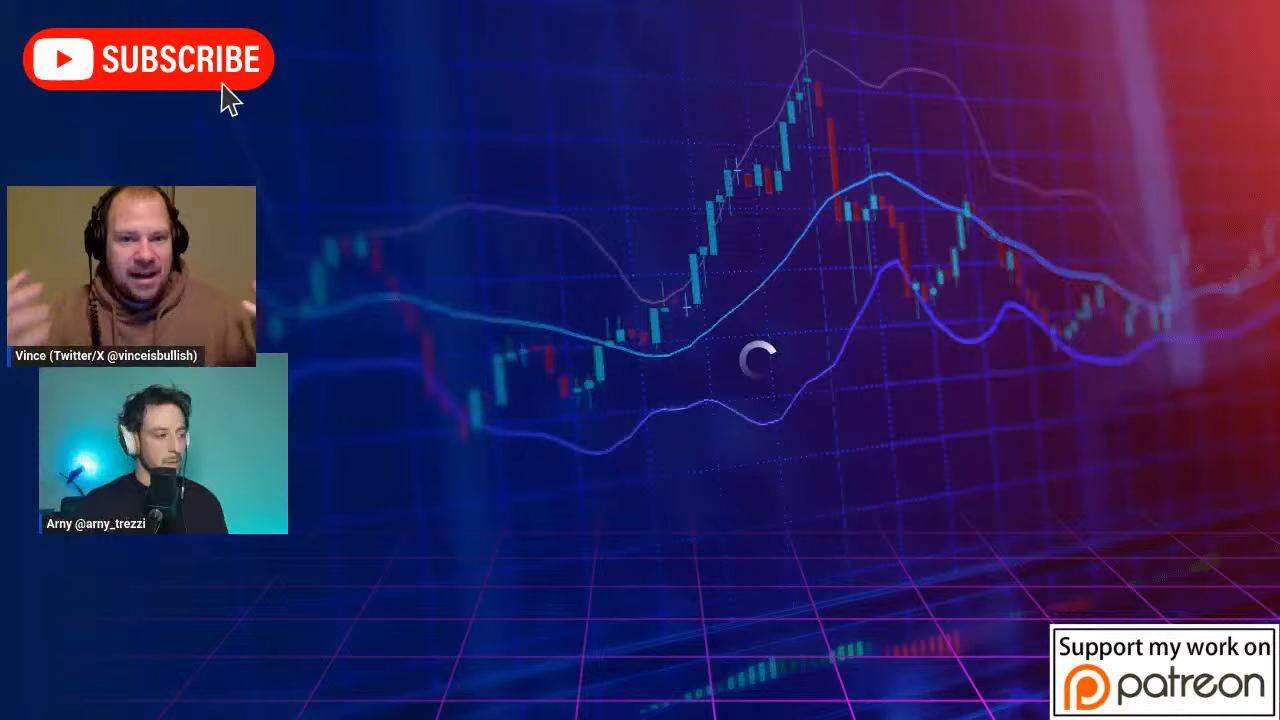 SUBSCRIBE
Vince (Twitter/X @vinceisbullish)
Arny @arny_trezzi
Support my work on
patreon